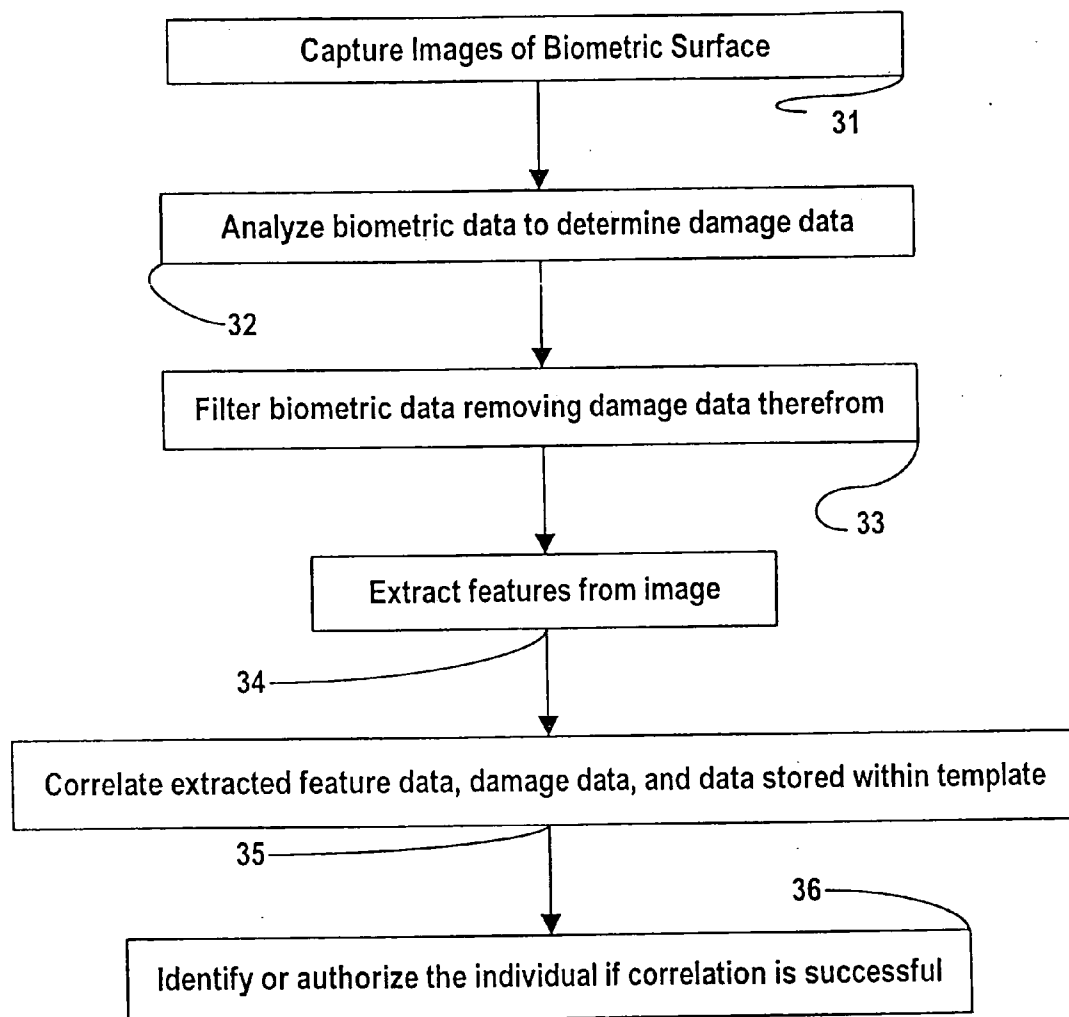 Capture Images of Biometric Surface
31
Analyze biometric data to determine damage data
32
Filter biometric data removing damage data therefrom
33
Extract features from image
34
Correlate extracted feature data, damage data, and data stored within template
35
36
Identify or authorize the individual if correlation is successful